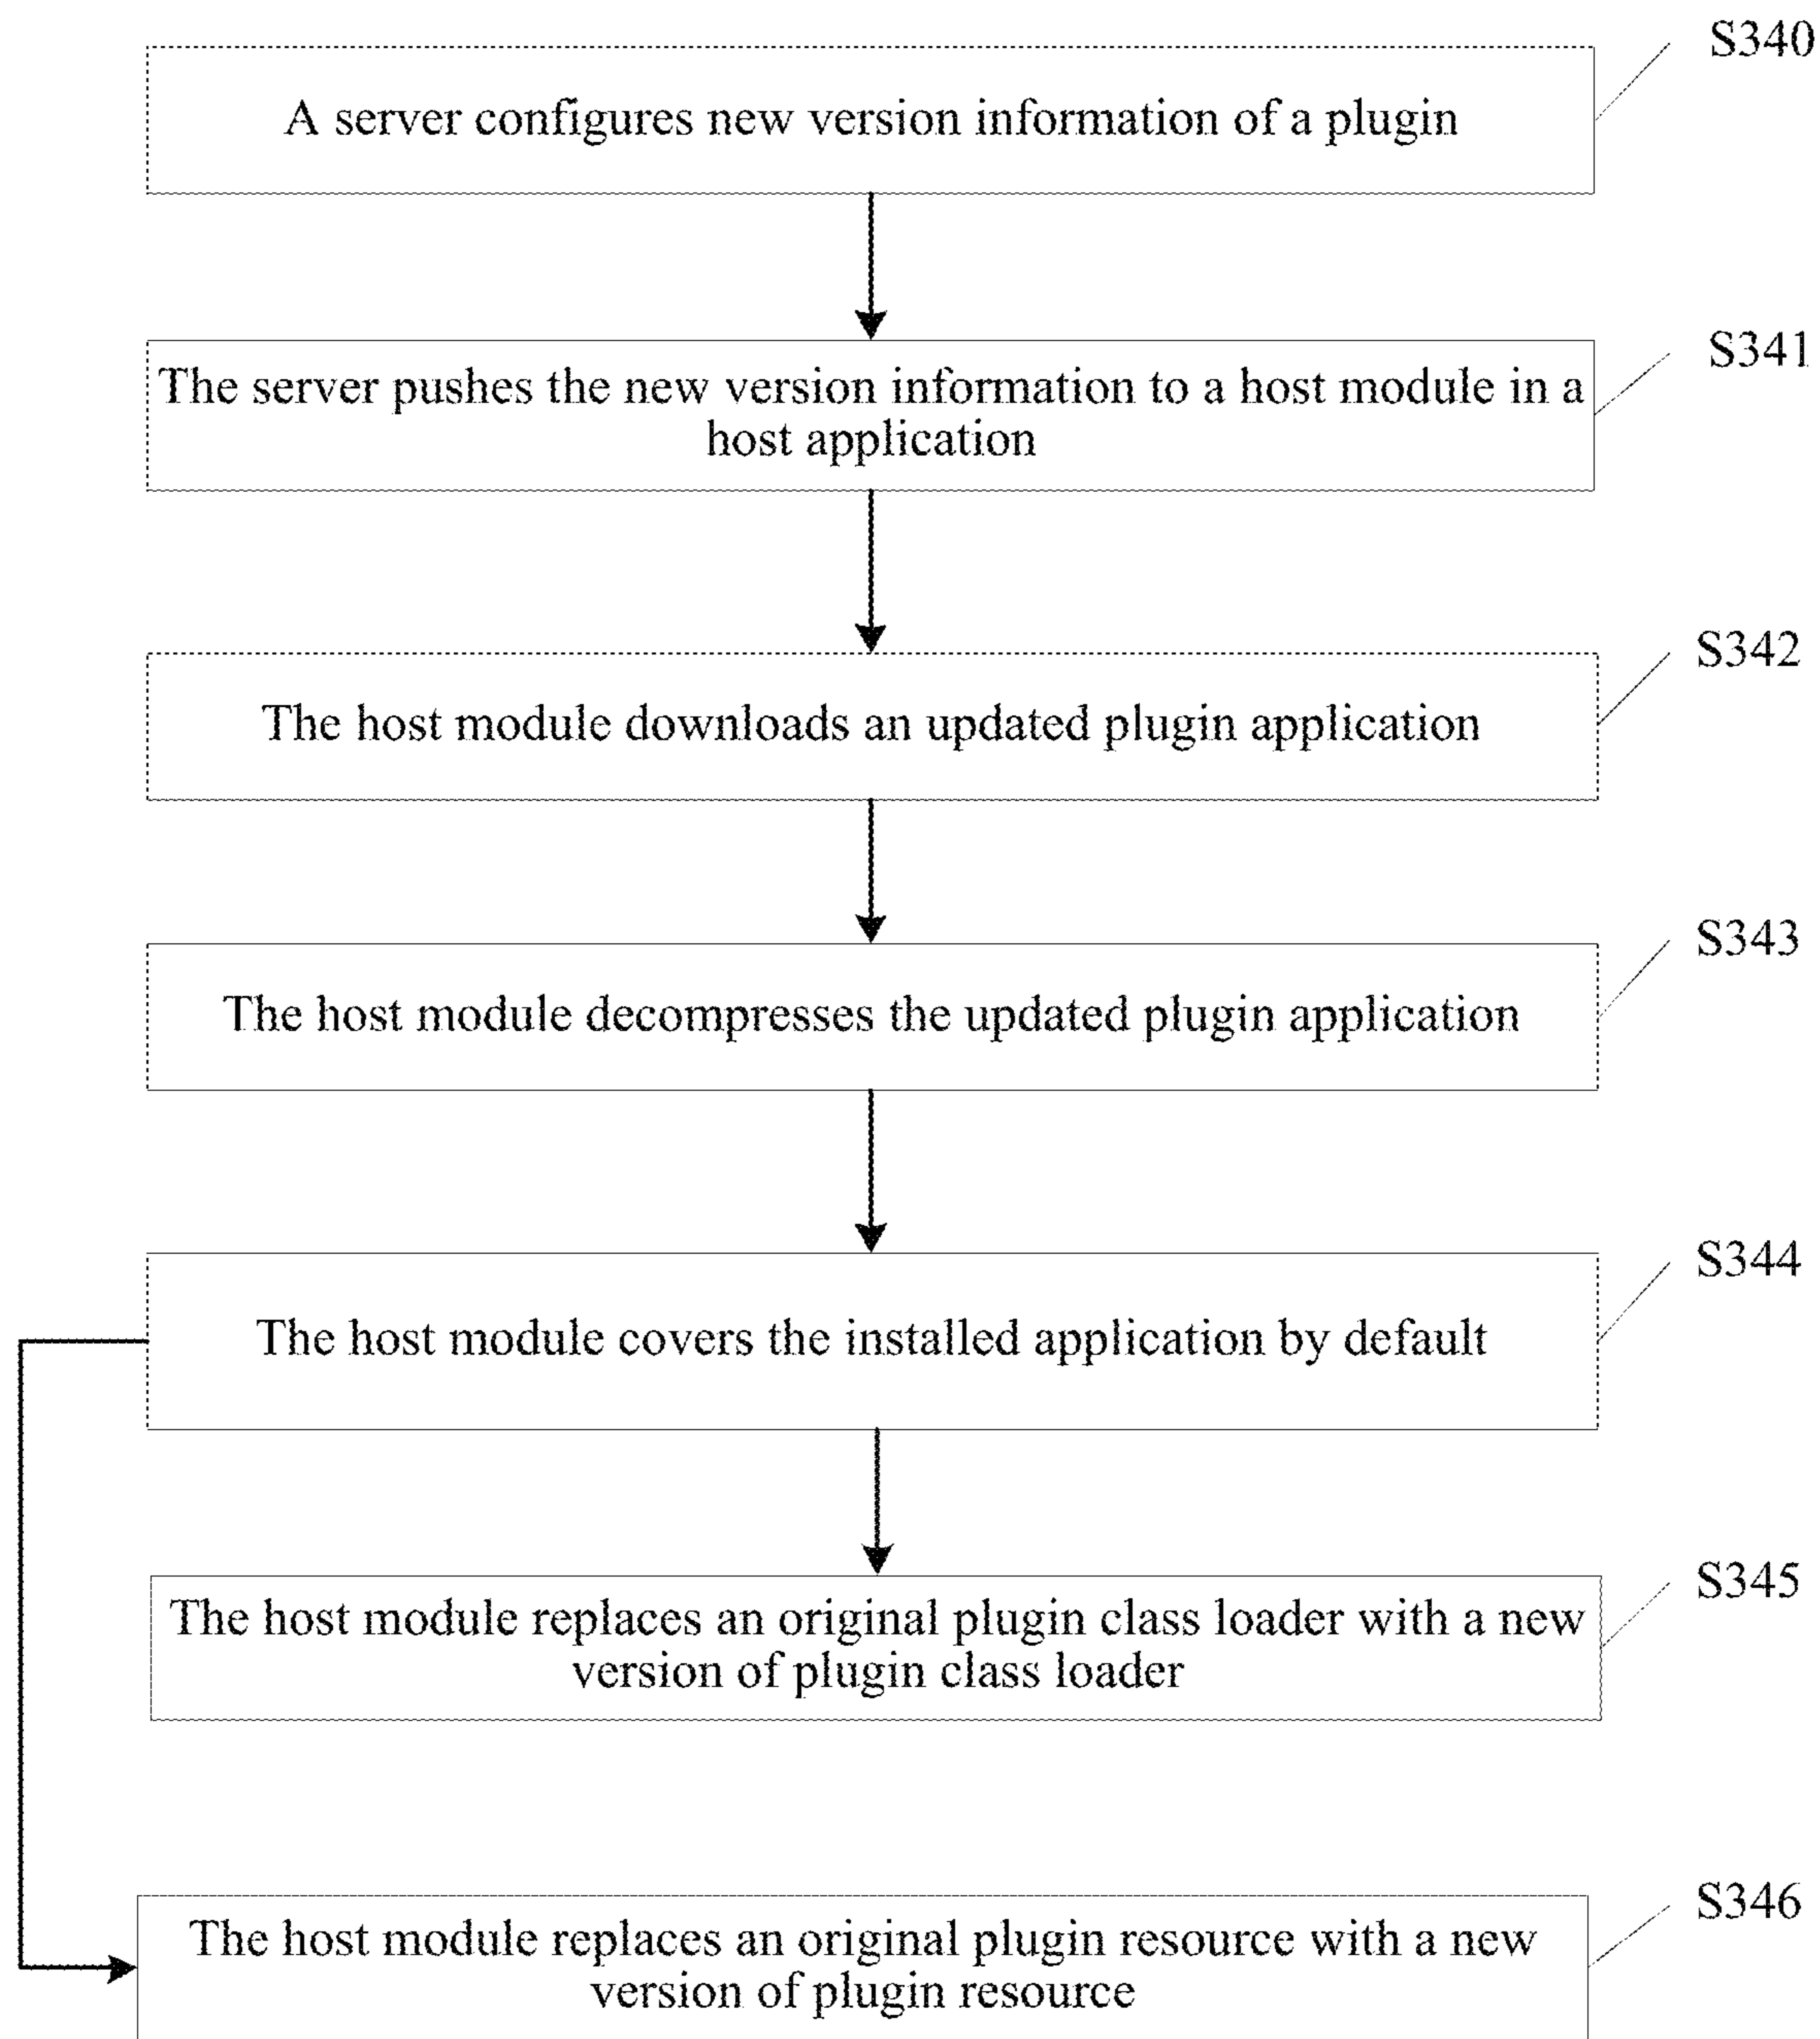 S340
A server configures new version information of a plugin
S341
The server pushes the new version information to a host module in a
host application
S342
The host module downloads an updated plugin application
S343
The host module decompresses the updated plugin application
S344
The host module covers the installed application by default
S345
The host module replaces an original plugin class loader with a new
version of plugin class loader
S346
The host module replaces an original plugin resource with a new
version of plugin resource